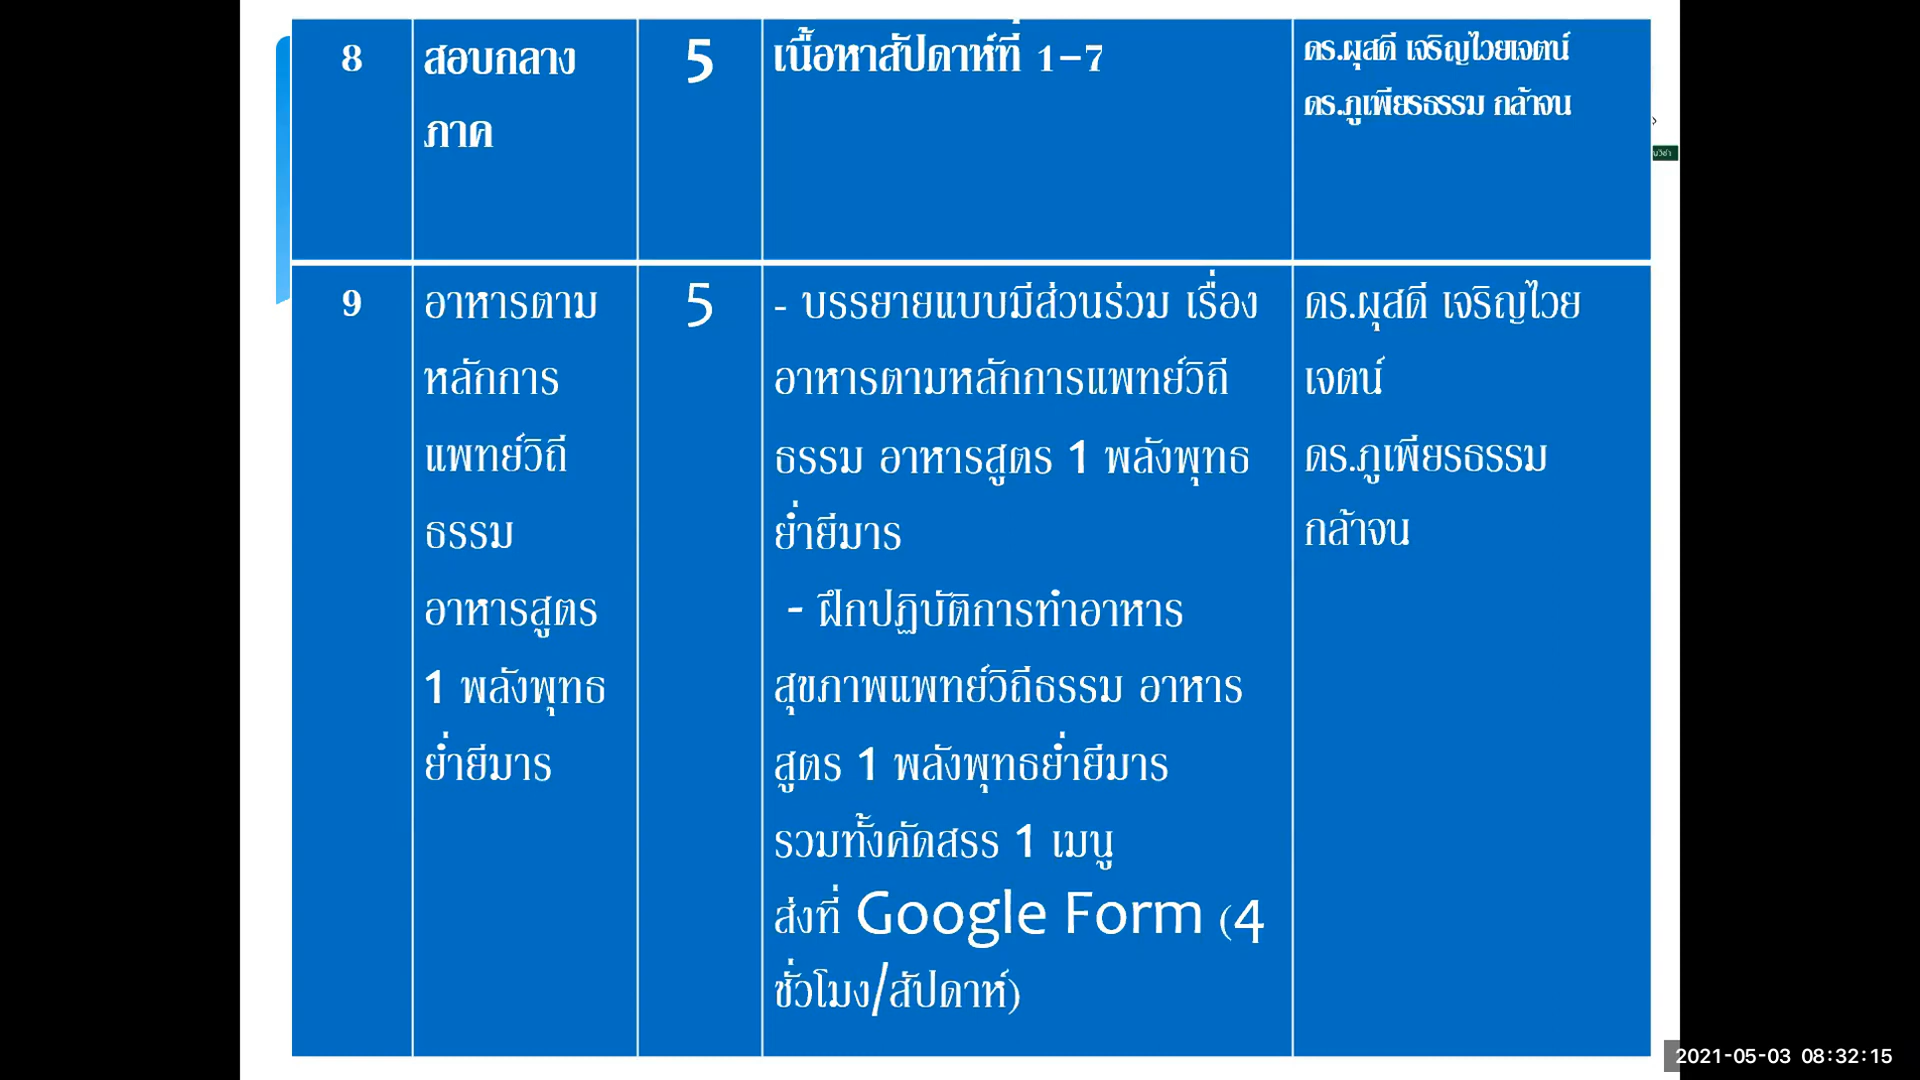 8
สอบกลาง
ภาค
5
เนื้อหาสัปดาห์ที่ 1-7
ดร.ผุสดี เจริญไวยเจตน์
ดร.ภูเพียรธรรม กล้าจน
9
อาหารตาม
หลักการ
แพทย์วิถี
ธรรม
อาหารสูตร
1 พลังพุทธ
ย่ำยีมาร
5
- บรรยายแบบมีส่วนร่วม เรื่อง
อาหารตามหลักการแพทย์วิถี
ธรรม อาหารสูตร 1 พลังพุทธ
ย่ำยีมาร
- ฝึกปฏิบัติการทำอาหาร
สุขภาพแพทย์วิถีธรรม อาหาร
สูตร 1 พลังพุทธย่ำยีมาร
รวมทั้งคัดสรร 1 เมนู
ส่งที่ Google Form (4
ชั่วโมง/สัปดาห์)
ดร.ผุสดี เจริญไวย
เจตน์
ดร.ภูเพียรธรรม
กล้าจน
2021-05-03 08:32:15